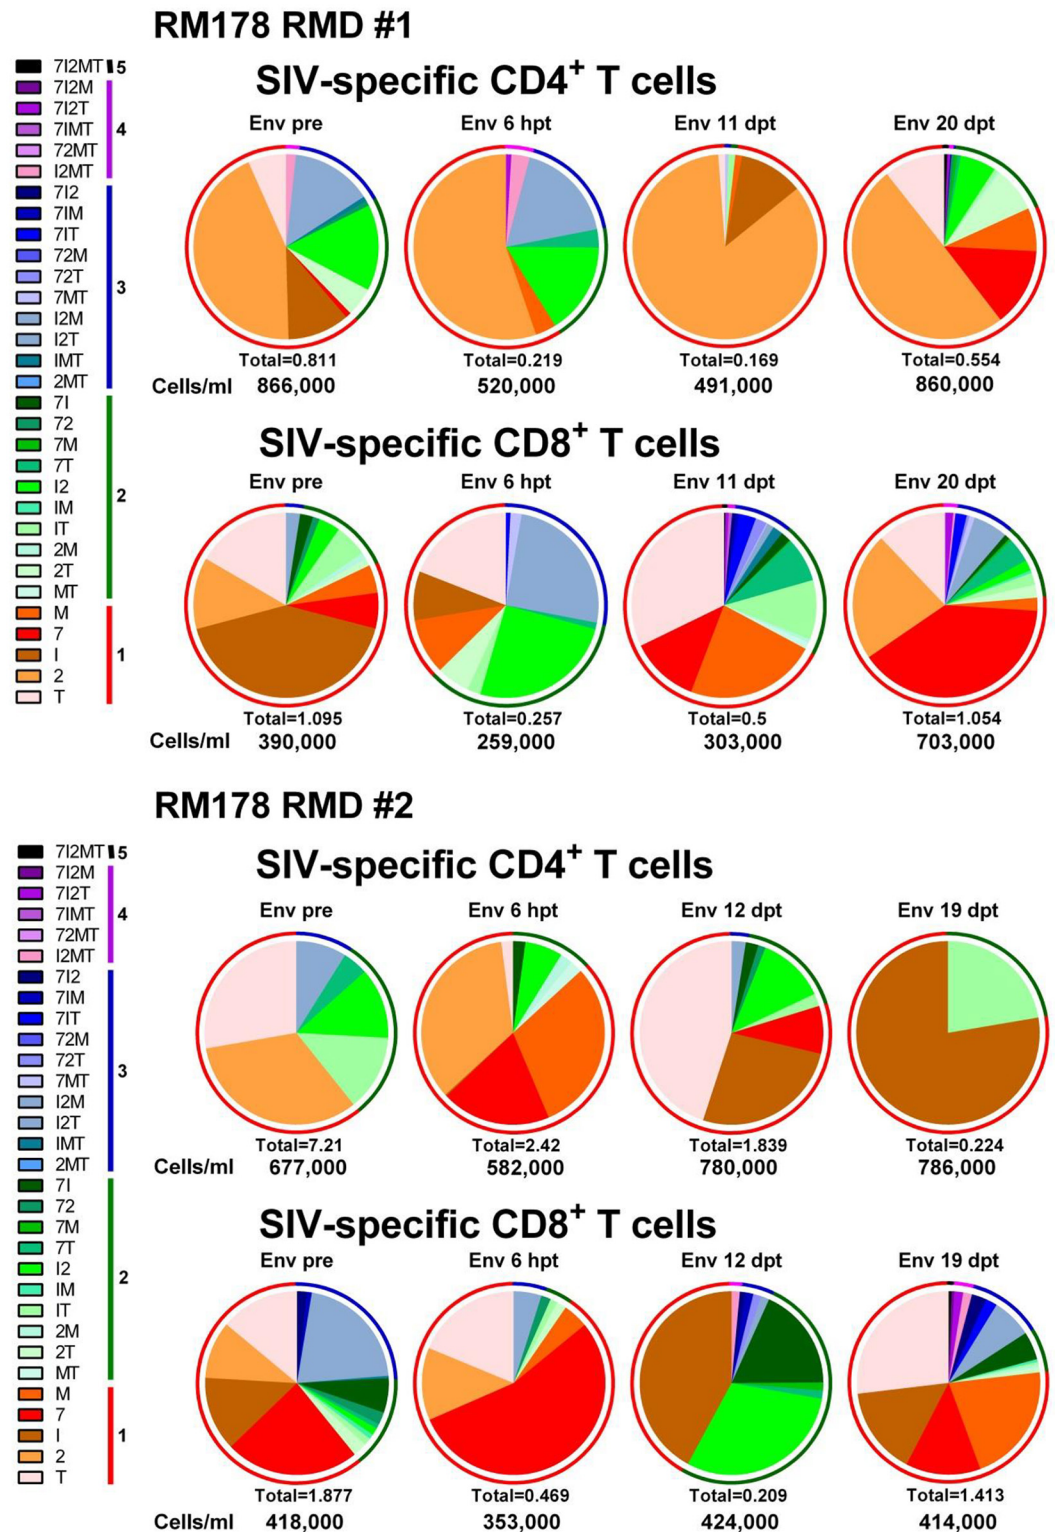 RM178 RMD #1
SIV-specific CD4+ T cells
Env pre
Env 6 hpt
Env 11 dpt
Env 20 dpt
7I2MT
5
7I2M
7I2T
7IMT
72MT
I2MT
4
7I2
7IM
7IT
72M
72T
7MT
I2M
I2T
IMT
2MT
3
7I
72
7M
7T
I2
IM
IT
2M
2T
MT
2
M
7
I
2
T
1
Total=0.811
Total=0.219
Total=0.169
Total=0.554
Cells/ml
866,000
520,000
491,000
860,000
SIV-specific CD8+ T cells
Env pre
Env 6 hpt
Env 11 dpt
Env 20 dpt
Total=1.095
Total=0.257
Total=0.5
Total=1.054
Cells/ml
390,000
259,000
303,000
703,000
RM178 RMD #2
SIV-specific CD4+ T cells
Env pre
Env 6 hpt
Env 12 dpt
Env 19 dpt
7I2MT
5
7I2M
7I2T
7IMT
72MT
I2MT
4
7I2
7IM
7IT
72M
72T
7MT
I2M
I2T
IMT
2MT
3
7I
72
7M
7T
I2
IM
IT
2M
2T
MT
2
M
7
I
2
T
1
Total=7.21
Total=2.42
Total=1.839
Total=0.224
Cells/ml
677,000
582,000
780,000
786,000
SIV-specific CD8+ T cells
Env pre
Env 6 hpt
Env 12 dpt
Env 19 dpt
Total=1.877
Total=0.469
Total=0.209
Total=1.413
Cells/ml
418,000
353,000
424,000
414,000